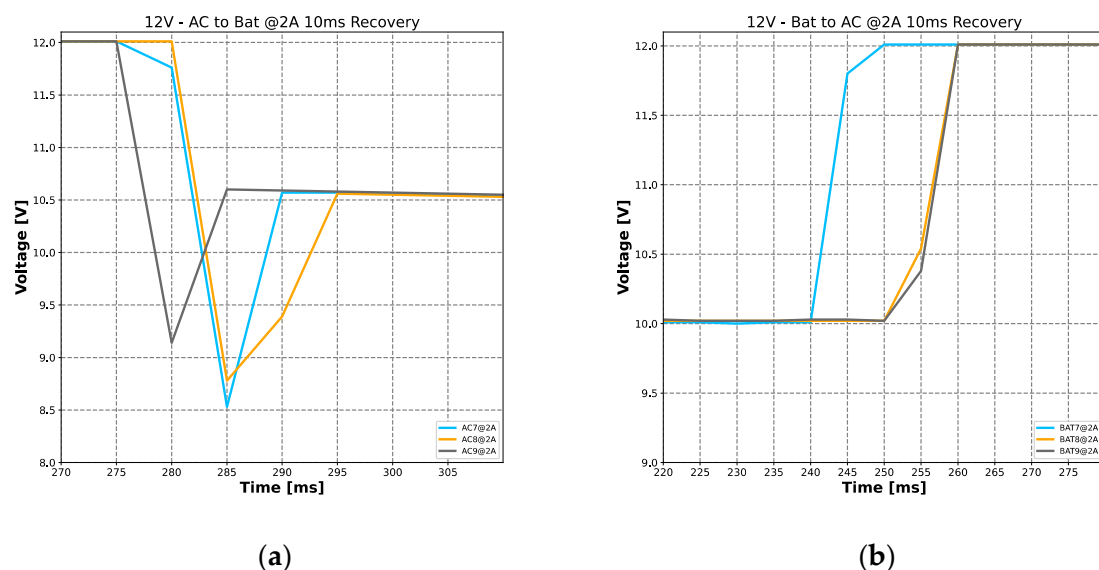 12V - AC to Bat @2A 10ms Recovery
12.0
11.5
11.0
10.5
10.0
9.5
9.0
8.5
8.0
Voltage [V]
270 275 280 285 290 295 300 305
Time [ms]
AC7@2A
AC8@2A
AC9@2A
(a)
12V - Bat to AC @2A 10ms Recovery
12.0
11.5
11.0
10.5
10.0
9.5
9.0
Voltage [V]
220 225 230 235 240 245 250 255 260 265 270 275
Time [ms]
BAT7@2A
BAT8@2A
BAT9@2A
(b)